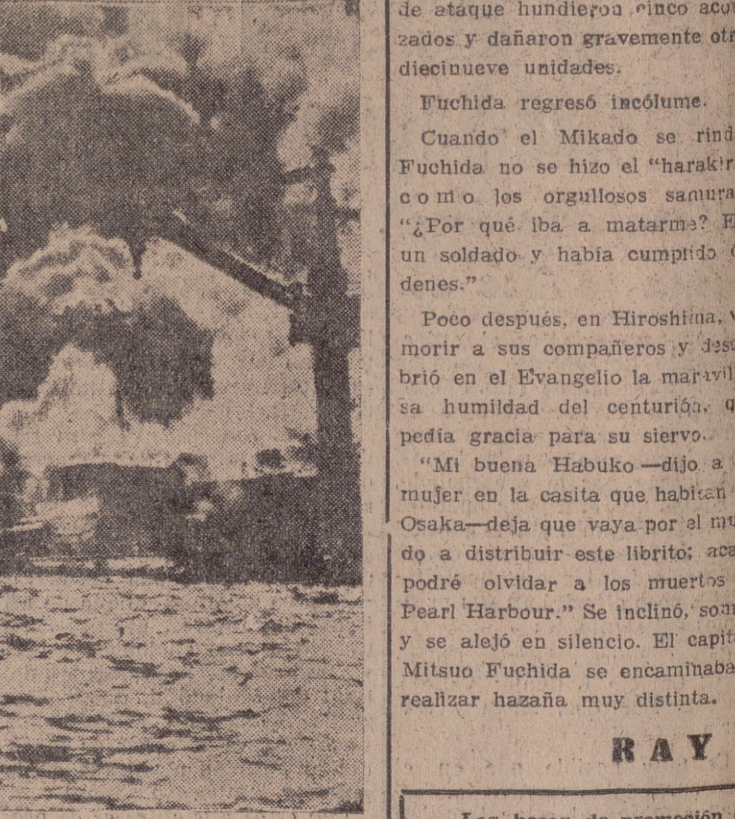 de ataque hundieron cinco aco
zados y dañaron gravemente otr
diecinueve unidades.
Fuchida regresó incólume.
Cuando el Mikado se rind
Fuchida no se hizo el “harakir
como los orgullosos samura
“¿Por qué iba a matarme? E
un soldado y había cumplido
denes.”
Poco después, en Hiroshima, v
morir a sus compañeros y des
brió en el Evangelio la maravil
sa humildad del centurión, q
pedía gracia para su siervo.
“Mi buena Habuko —dijo a
mujer en la casita que habitan
Osaka—deja que vaya por el mu
do a distribuir este librito; aca
podré olvidar a los muertos
Pearl Harbour.” Se inclinó, son
y se alejó en silencio. El capit
Mitsuo Fuchida se encaminaba
realizar hazaña muy distinta.
RAY